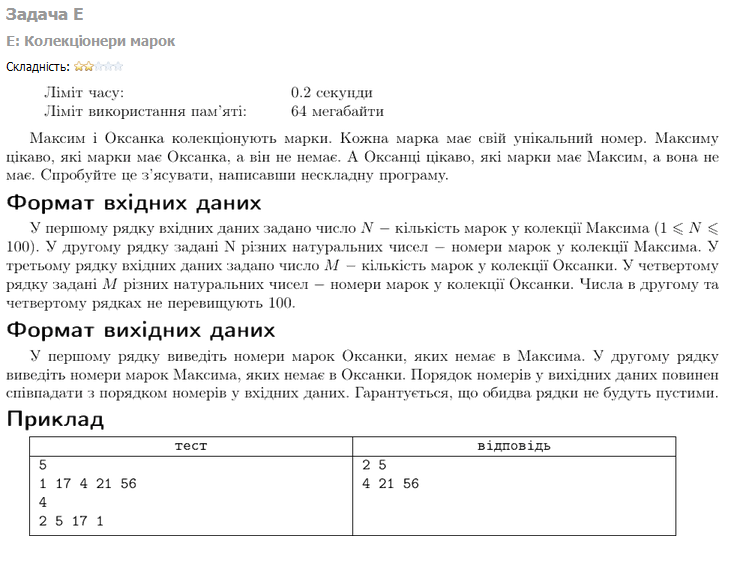 Задача E
E: Колекціонери марок
Складність:
Ліміт часу: 0.2 секунди
Ліміт використання пам'яті: 64 мегабайти
Максим і Оксанка колекціонують марки. Кожна марка має свій унікальний номер. Максиму
цікаво, які марки має Оксанка, а він не немає. А Оксанці цікаво, які марки має Максим, а вона не
має. Спробуйте це з'ясувати, написавши нескладну програму.
Формат вхідних даних
У першому рядку вхідних даних задано число N − кількість марок у колекції Максима (1 ⩽ N ⩽
100). У другому рядку задані N різних натуральних чисел − номери марок у колекції Максима. У
третьому рядку вхідних даних задано число M − кількість марок у колекції Оксанки. У четвертому
рядку задані M різних натуральних чисел − номери марок у колекції Оксанки. Числа в другому та
четвертому рядках не перевищують 100.
Формат вихідних даних
У першому рядку виведіть номери марок Оксанки, яких немає в Максима. У другому рядку
виведіть номери марок Максима, яких немає в Оксанки. Порядок номерів у вихідних даних повинен
співпадати з порядком номерів у вхідних даних. Гарантується, що обидва рядки не будуть пустими.
Приклад
тест відповідь
5 2 5
1 17 4 21 56 4 21 56
4
2 5 17 1